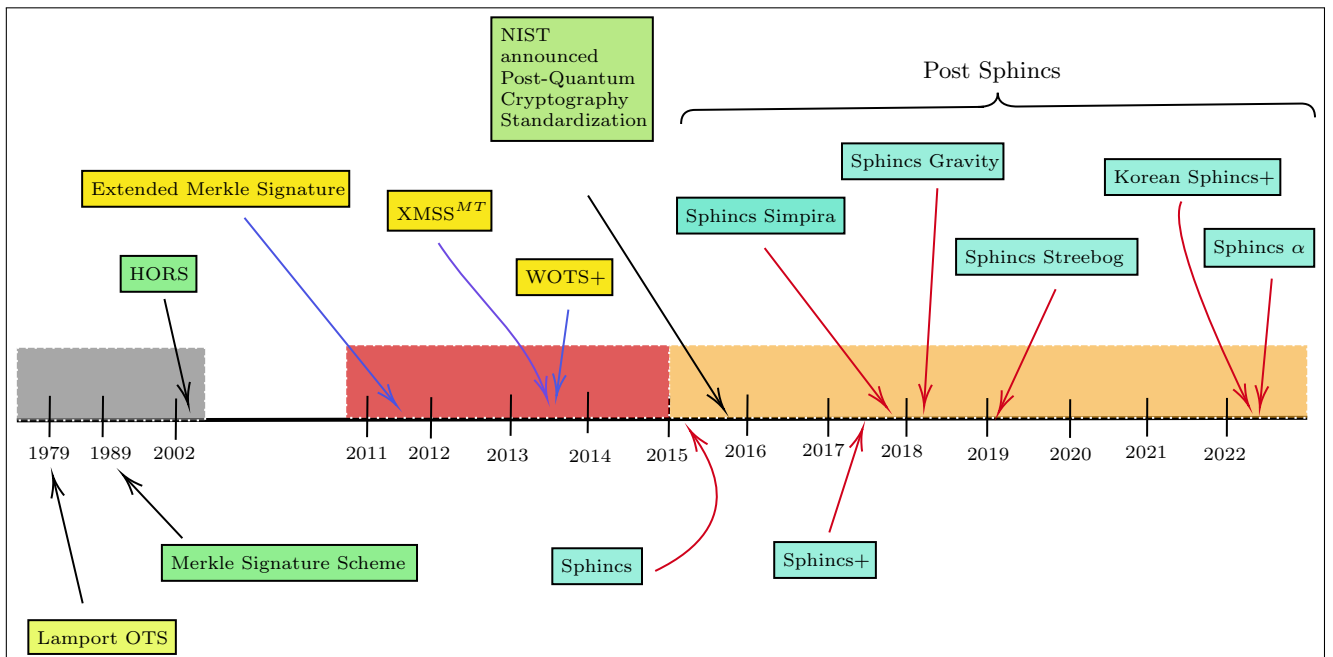 NIST
announced
Post-Quantum
Cryptography
Standardization
Post Sphincs
Sphincs Gravity
Korean Sphincs+
Extended Merkle Signature
XMSS^{MT}
Sphincs Simpira
Sphincs Streebog
Sphincs α
HORS
WOTS+
1979
1989
2002
2011
2012
2013
2014
2015
2016
2017
2018
2019
2020
2021
2022
Merkle Signature Scheme
Sphincs
Sphincs+
Lamport OTS